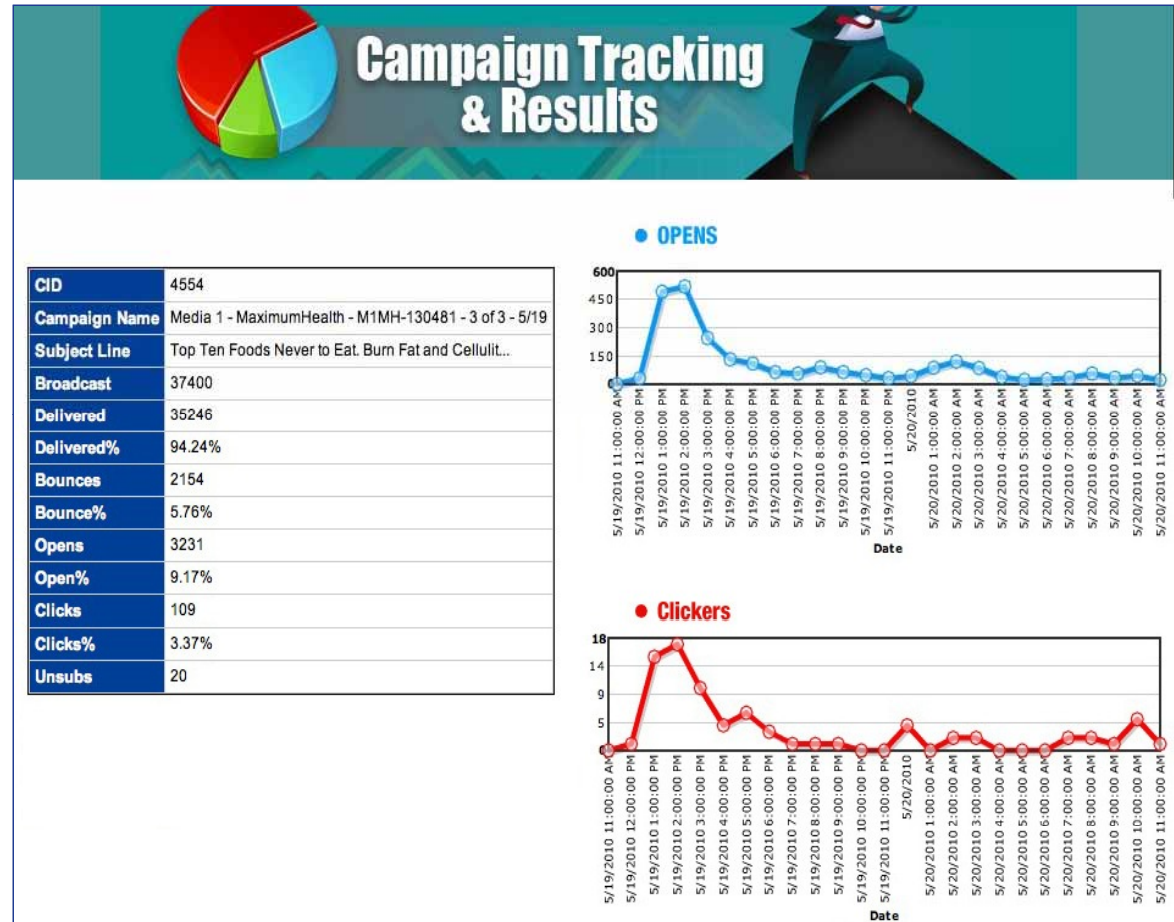 Campaign Tracking
& Results
CID 4554
Campaign Name Media 1 - MaximumHealth - M1MH-130481 - 3 of 3 - 5/19
Subject Line Top Ten Foods Never to Eat. Burn Fat and Cellulit...
Broadcast 37400
Delivered 35246
Delivered% 94.24%
Bounces 2154
Bounce% 5.76%
Opens 3231
Open% 9.17%
Clicks 109
Clicks% 3.37%
Unsubs 20
OPENS
600
450
300
150
0
5/19/2010 11:00:00 AM
5/19/2010 12:00:00 PM
5/19/2010 1:00:00 PM
5/19/2010 2:00:00 PM
5/19/2010 3:00:00 PM
5/19/2010 4:00:00 PM
5/19/2010 5:00:00 PM
5/19/2010 6:00:00 PM
5/19/2010 7:00:00 PM
5/19/2010 8:00:00 PM
5/19/2010 9:00:00 PM
5/19/2010 10:00:00 PM
5/19/2010 11:00:00 PM
5/20/2010
5/20/2010 1:00:00 AM
5/20/2010 2:00:00 AM
5/20/2010 3:00:00 AM
5/20/2010 4:00:00 AM
5/20/2010 5:00:00 AM
5/20/2010 6:00:00 AM
5/20/2010 7:00:00 AM
5/20/2010 8:00:00 AM
5/20/2010 9:00:00 AM
5/20/2010 10:00:00 AM
5/20/2010 11:00:00 AM
Date
Clickers
18
14
9
5
0
5/19/2010 11:00:00 AM
5/19/2010 12:00:00 PM
5/19/2010 1:00:00 PM
5/19/2010 2:00:00 PM
5/19/2010 3:00:00 PM
5/19/2010 4:00:00 PM
5/19/2010 5:00:00 PM
5/19/2010 6:00:00 PM
5/19/2010 7:00:00 PM
5/19/2010 8:00:00 PM
5/19/2010 9:00:00 PM
5/19/2010 10:00:00 PM
5/19/2010 11:00:00 PM
5/20/2010
5/20/2010 1:00:00 AM
5/20/2010 2:00:00 AM
5/20/2010 3:00:00 AM
5/20/2010 4:00:00 AM
5/20/2010 5:00:00 AM
5/20/2010 6:00:00 AM
5/20/2010 7:00:00 AM
5/20/2010 8:00:00 AM
5/20/2010 9:00:00 AM
5/20/2010 10:00:00 AM
5/20/2010 11:00:00 AM
Date